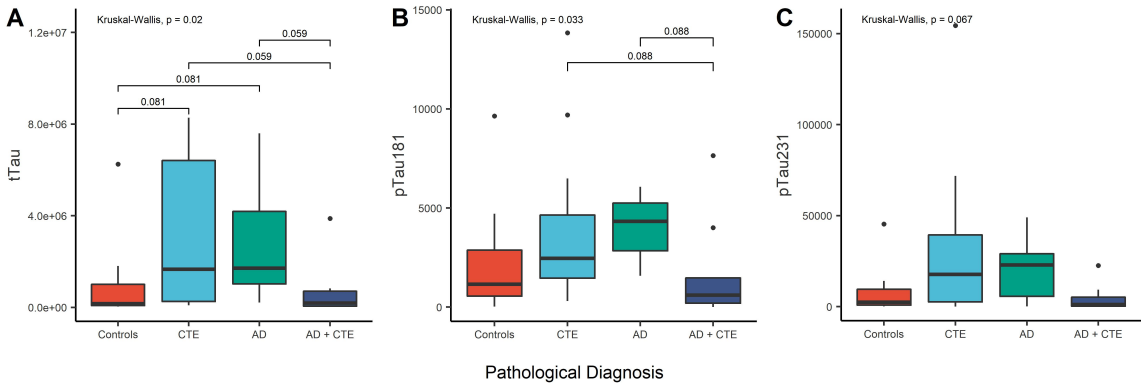 A
Kruskal-Wallis, p = 0.02
1.2e+07
8.0e+06
4.0e+06
0.0e+00
tTau
0.059
0.059
0.081
0.081
Controls
CTE
AD
AD + CTE
B
Kruskal-Wallis, p = 0.033
15000
10000
5000
0
pTau181
0.088
0.088
Controls
CTE
AD
AD + CTE
C
Kruskal-Wallis, p = 0.067
150000
100000
50000
0
pTau231
Controls
CTE
AD
AD + CTE
Pathological Diagnosis